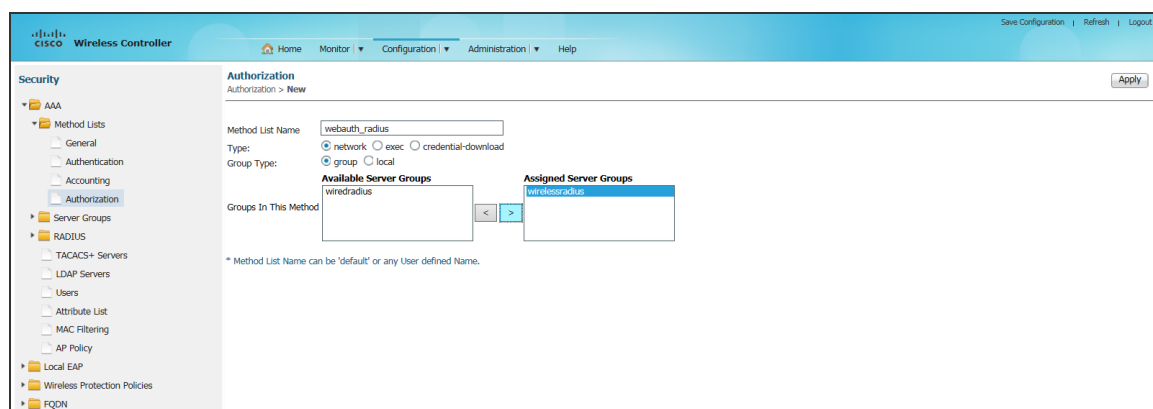 Save Configuration | Refresh | Logout
CISCO Wireless Controller
Home Monitor | ▼ Configuration | ▼ Administration | ▼ Help
Security
AAA
Method Lists
General
Authentication
Accounting
Authorization
Server Groups
RADIUS
TACACS+ Servers
LDAP Servers
Users
Attribute List
MAC Filtering
AP Policy
Local EAP
Wireless Protection Policies
FQDN
Authorization
Authorization > New
Apply
Method List Name webauth_radius
Type: network exec credential-download
Group Type: group local
Available Server Groups Assigned Server Groups
Groups In This Method wiredradius < > wirelessradius
* Method List Name can be 'default' or any User defined Name.